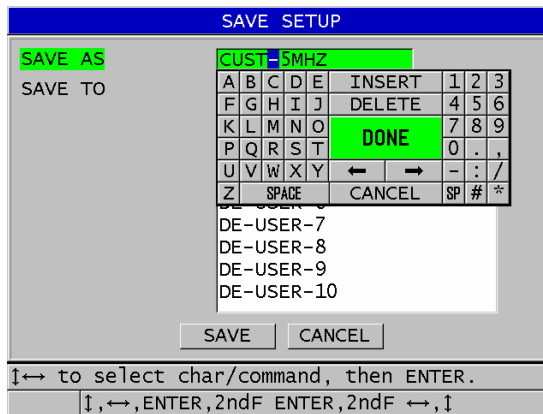 SAVE SETUP
SAVE AS CUST-5MHZ
SAVE TO
A B C D E INSERT 1 2 3
F G H I J DELETE 4 5 6
K L M N O DONE 7 8 9
P Q R S T 0 . ,
U V W X Y ← → - : /
Z SPACE CANCEL SP # *
DE-USER-7
DE-USER-8
DE-USER-9
DE-USER-10
SAVE CANCEL
↕↔ to select char/command, then ENTER.
↕,↔,ENTER,2ndF ENTER,2ndF ↔,↕